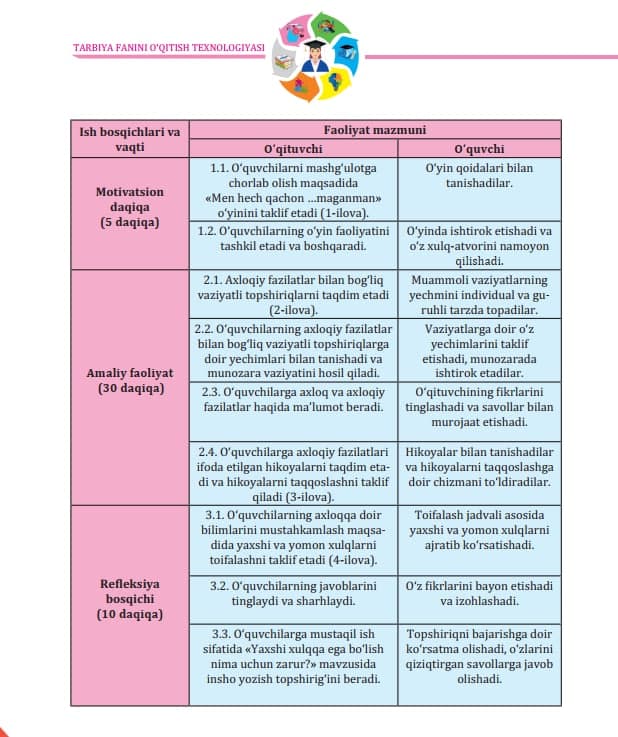 TARBIYA FANINI O‘QITISH TEXNOLOGIYASI
Ish bosqichlari va
vaqti
Faoliyat mazmuni
O‘qituvchi
O‘quvchi
Motivatsion
daqiqa
(5 daqiqa)
1.1. O‘quvchilarni mashg‘ulotga
chorlab olish maqsadida
«Men hech qachon ...maganman»
o‘yinini taklif etadi (1-ilova).
O‘yin qoidalari bilan
tanishadilar.
1.2. O‘quvchilarning o‘yin faoliyatini
tashkil etadi va boshqaradi.
O‘yinda ishtirok etishadi va
o‘z xulq-atvorini namoyon
qilishadi.
Amaliy faoliyat
(30 daqiqa)
2.1. Axloqiy fazilatlar bilan bog‘liq
vaziyatli topshiriqlarni taqdim etadi
(2-ilova).
Muammoli vaziyatlarning
yechmini individual va gu-
ruhli tarzda topadilar.
2.2. O‘quvchilarning axloqiy fazilatlar
bilan bog‘liq vaziyatli topshiriqlarga
doir yechimlari bilan tanishadi va
munozara vaziyatini hosil qiladi.
Vaziyatlarga doir o‘z
yechimlarini taklif
etishadi, munozarada
ishtirok etadilar.
2.3. O‘quvchilarga axloq va axloqiy
fazilatlar haqida ma’lumot beradi.
O‘qituvchining fikrlarini
tinglashadi va savollar bilan
murojaat etishadi.
2.4. O‘quvchilarga axloqiy fazilatlari
ifoda etilgan hikoyalarni taqdim eta-
di va hikoyalarni taqqoslashni taklif
qiladi (3-ilova).
Hikoyalar bilan tanishadilar
va hikoyalarni taqqoslashga
doir chizmani to‘ldiradilar.
Refleksiya
bosqichi
(10 daqiqa)
3.1. O‘quvchilarning axloqqa doir
bilimlarini mustahkamlash maqsa-
dida yaxshi va yomon xulqlarni
toifalashni taklif etadi (4-ilova).
Toifalash jadvali asosida
yaxshi va yomon xulqlarni
ajratib ko‘rsatishadi.
3.2. O‘quvchilarning javoblarini
tinglaydi va sharhlaydi.
O‘z fikrlarini bayon etishadi
va izohlashadi.
3.3. O‘quvchilarga mustaqil ish
sifatida «Yaxshi xulqqa ega bo‘lish
nima uchun zarur?» mavzusida
insho yozish topshirig‘ini beradi.
Topshiriqni bajarishga doir
ko‘rsatma olishadi, o‘zlarini
qiziqtirgan savollarga javob
olishadi.